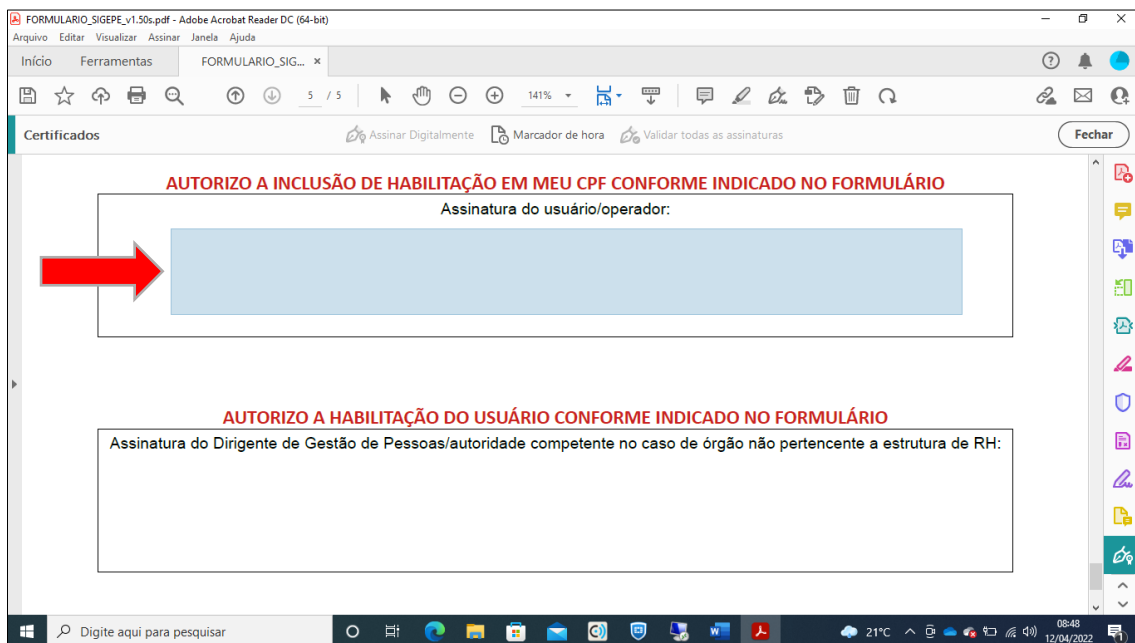 FORMULARIO_SIGEPE_v1.50s.pdf - Adobe Acrobat Reader DC (64-bit)
Arquivo Editar Visualizar Assinar Janela Ajuda
Início Ferramentas FORMULARIO_SIG... ×
5 / 5 141%
Certificados Assinar Digitalmente Marcador de hora Validar todas as assinaturas Fechar
AUTORIZO A INCLUSÃO DE HABILITAÇÃO EM MEU CPF CONFORME INDICADO NO FORMULÁRIO
Assinatura do usuário/operador:
AUTORIZO A HABILITAÇÃO DO USUÁRIO CONFORME INDICADO NO FORMULÁRIO
Assinatura do Dirigente de Gestão de Pessoas/autoridade competente no caso de órgão não pertencente a estrutura de RH:
Digite aqui para pesquisar 21°C 08:48
12/04/2022